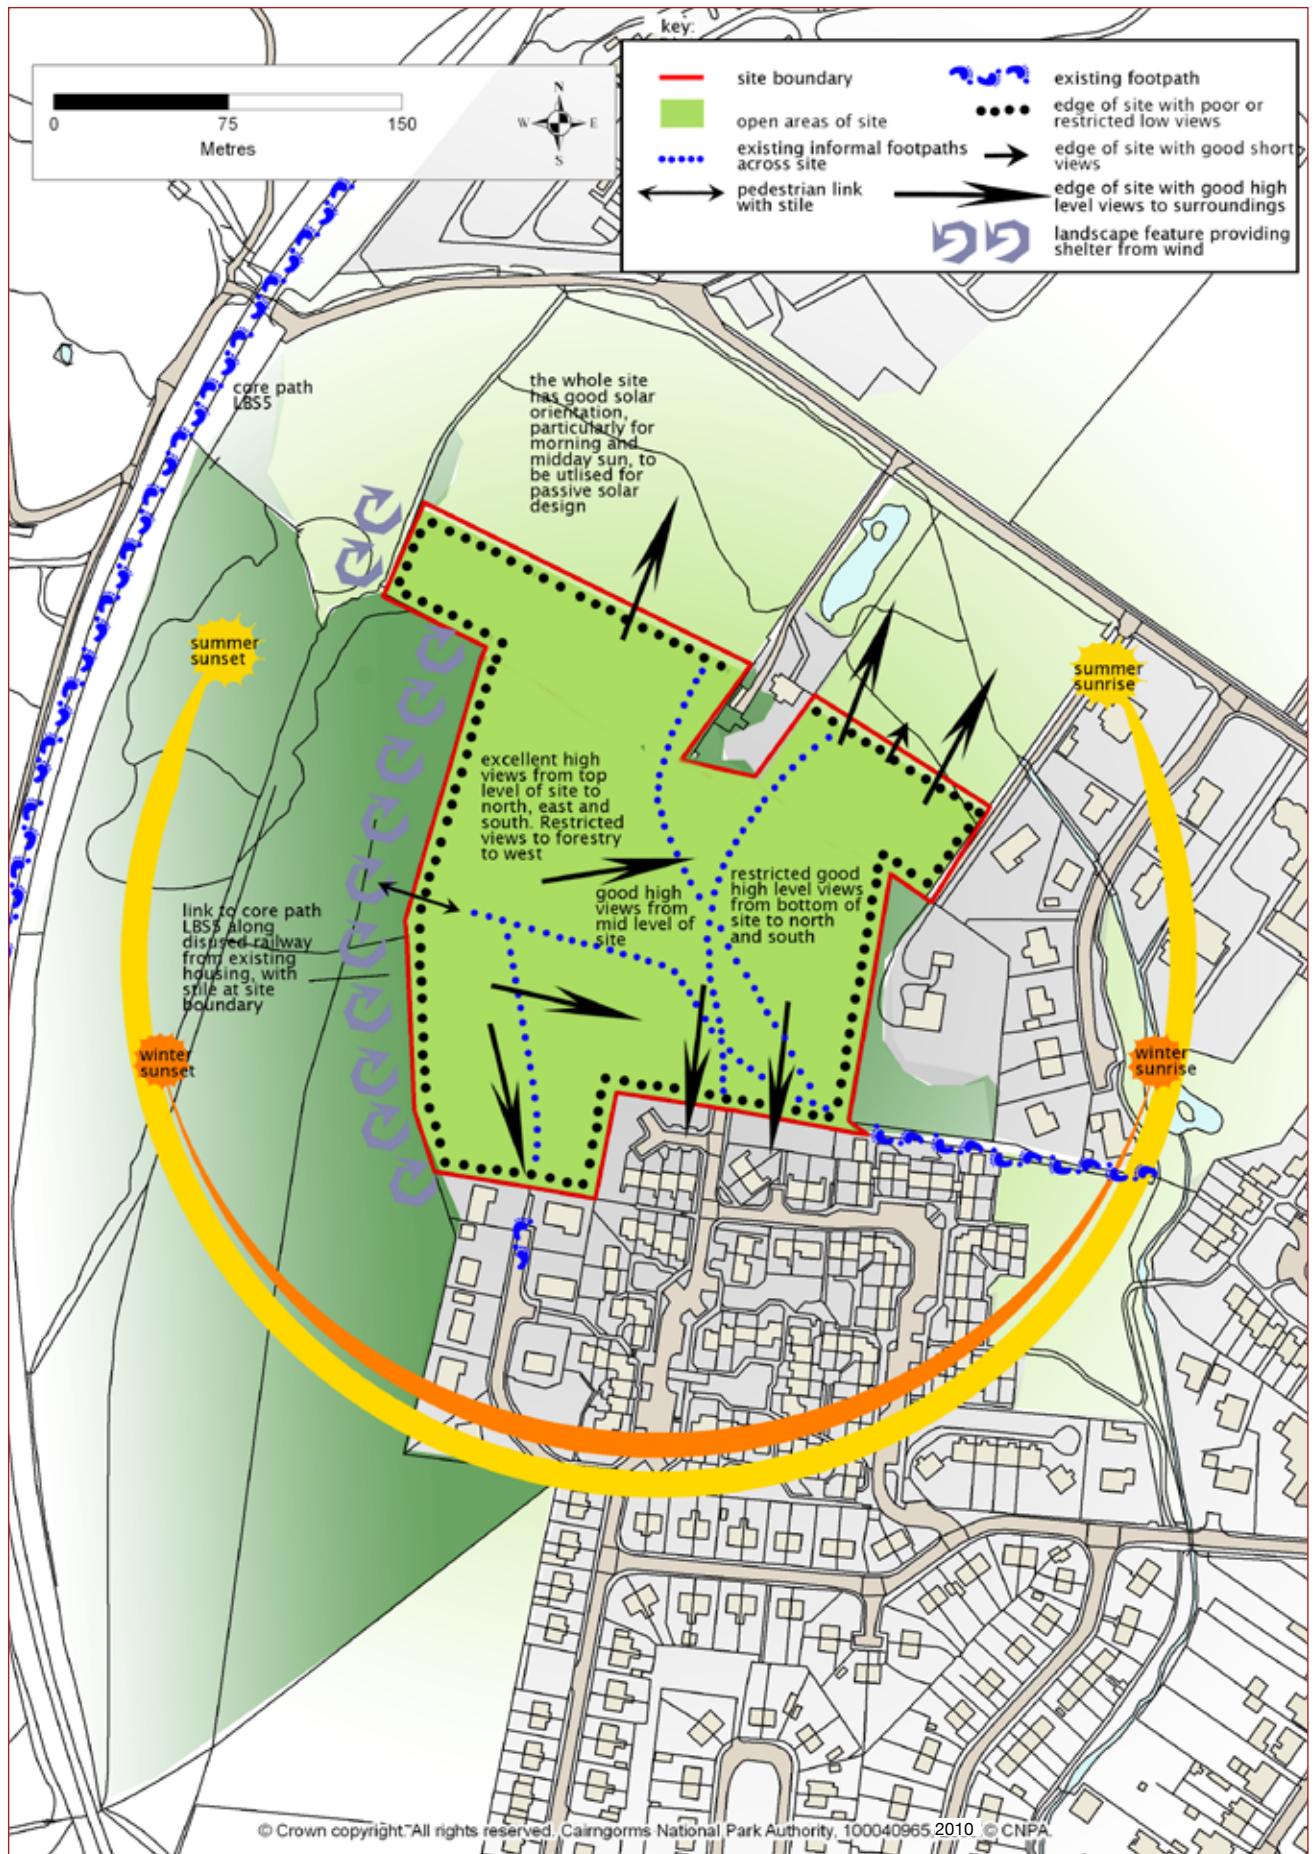 key:
site boundary
open areas of site
existing informal footpaths
across site
pedestrian link
with stile
existing footpath
edge of site with poor or
restricted low views
edge of site with good short
views
edge of site with good high
level views to surroundings
landscape feature providing
shelter from wind
0 75 150
Metres
N
W E
S
core path
LBS5
the whole site
has good solar
orientation,
particularly for
morning and
midday sun, to
be utlised for
passive solar
design
summer
sunset
summer
sunrise
excellent high
views from top
level of site to
north, east and
south. Restricted
views to forestry
to west
good high
views from
mid level of
site
restricted good
high level views
from bottom of
site to north
and south
link to core path
LBS5 along
disused railway
from existing
housing, with
stile at site
boundary
winter
sunset
winter
sunrise
© Crown copyright. All rights reserved. Cairngorms National Park Authority, 100040965 2010 © CNPA.